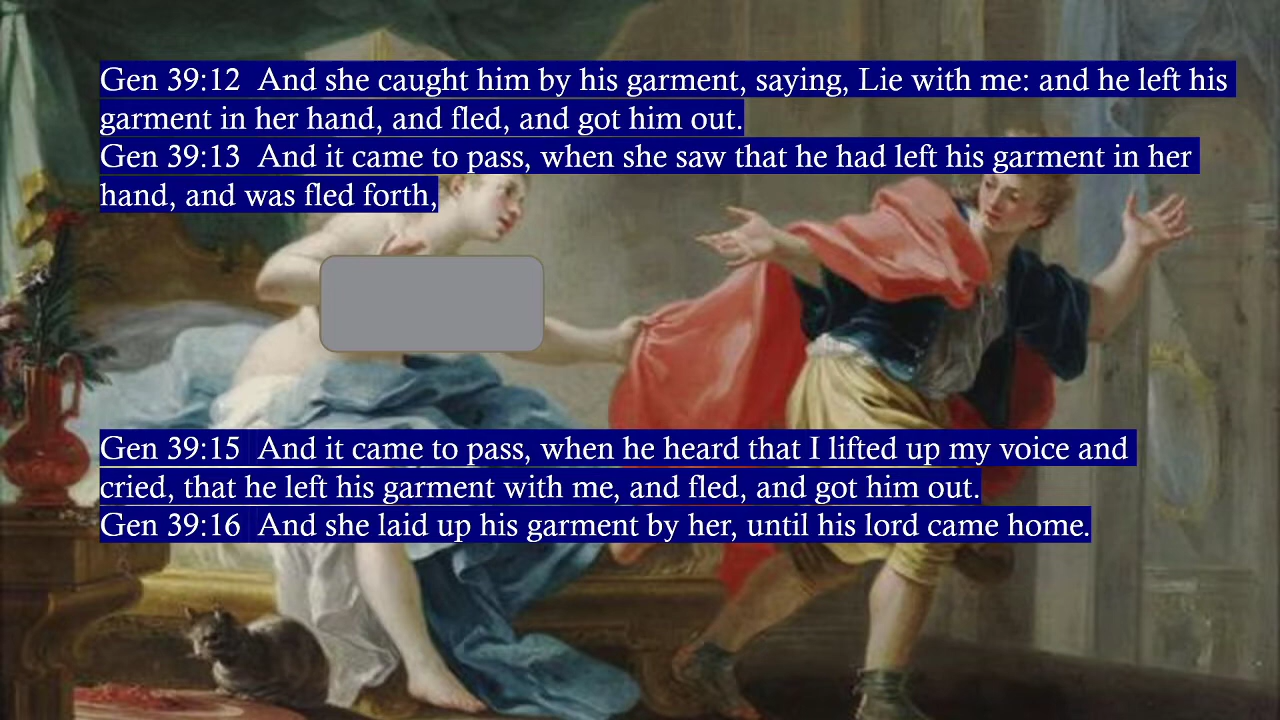 Gen 39:12  And she caught him by his garment, saying, Lie with me: and he left his
garment in her hand, and fled, and got him out.
Gen 39:13  And it came to pass, when she saw that he had left his garment in her
hand, and was fled forth,
Gen 39:15  And it came to pass, when he heard that I lifted up my voice and
cried, that he left his garment with me, and fled, and got him out.
Gen 39:16  And she laid up his garment by her, until his lord came home.